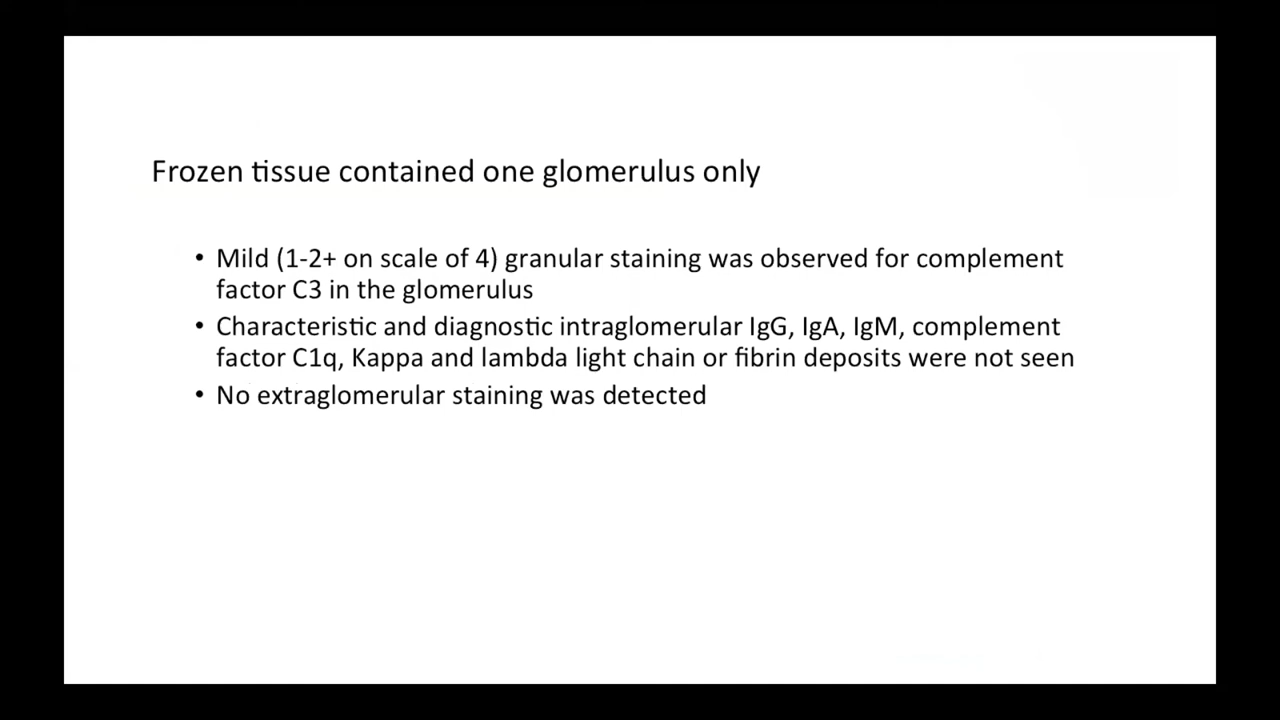 Frozen tissue contained one glomerulus only
• Mild (1-2+ on scale of 4) granular staining was observed for complement
factor C3 in the glomerulus
• Characteristic and diagnostic intraglomerular IgG, IgA, IgM, complement
factor C1q, Kappa and lambda light chain or fibrin deposits were not seen
• No extraglomerular staining was detected